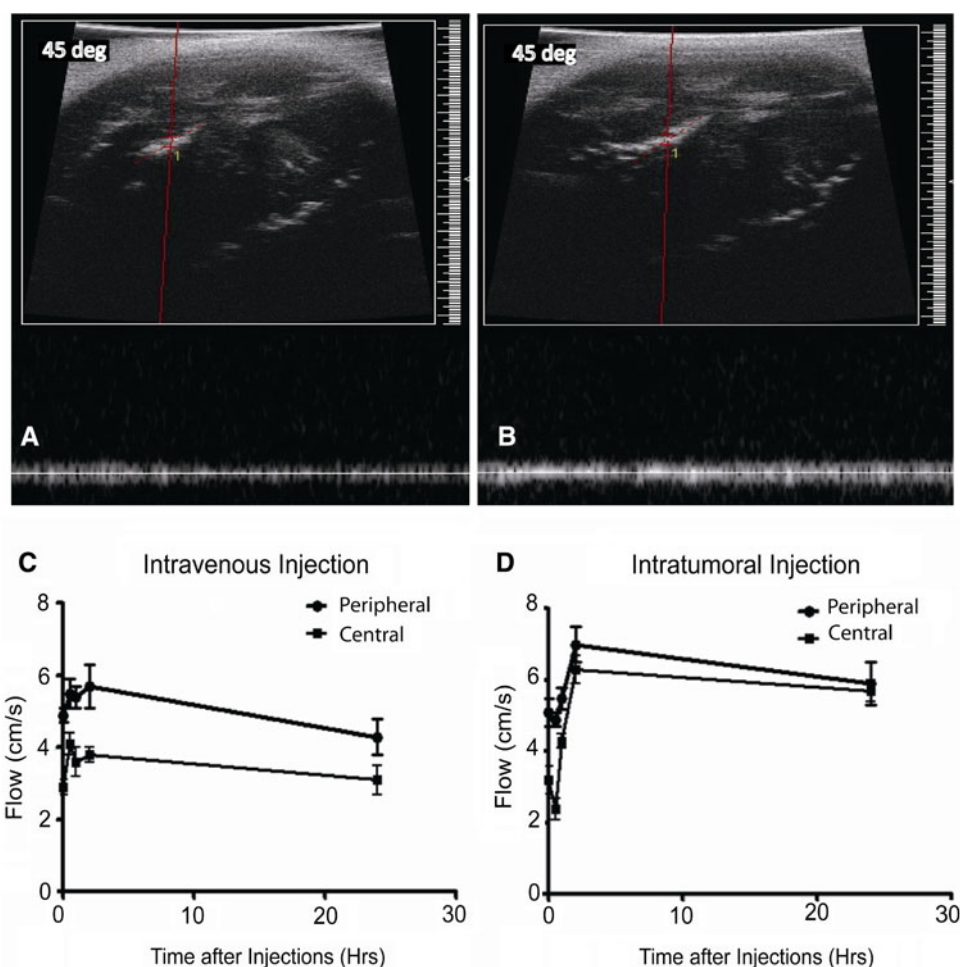 45 deg
1
A
45 deg
1
B
C
Intravenous Injection
Peripheral
Central
8
6
4
2
0
Flow (cm/s)
0
10
20
30
Time after Injections (Hrs)
D
Intratumoral Injection
Peripheral
Central
8
6
4
2
0
Flow (cm/s)
0
10
20
30
Time after Injections (Hrs)